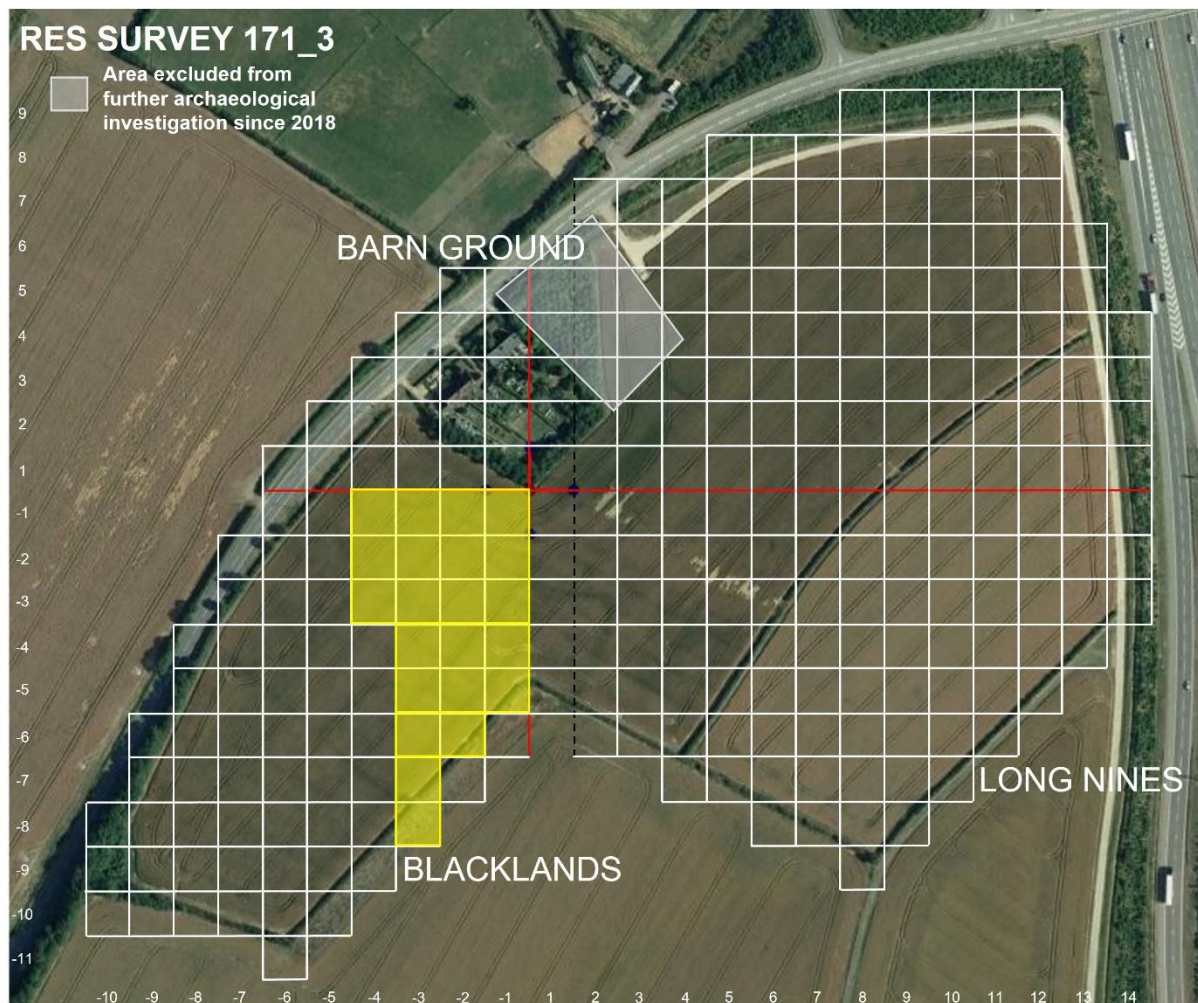 RES SURVEY 171_3
Area excluded from
further archaeological
investigation since 2018
BARN GROUND
LONG NINES
BLACKLANDS
9
8
7
6
5
4
3
2
1
-1
-2
-3
-4
-5
-6
-7
-8
-9
-10
-11
-10 -9 -8 -7 -6 -5 -4 -3 -2 -1 1 2 3 4 5 6 7 8 9 10 11 12 13 14